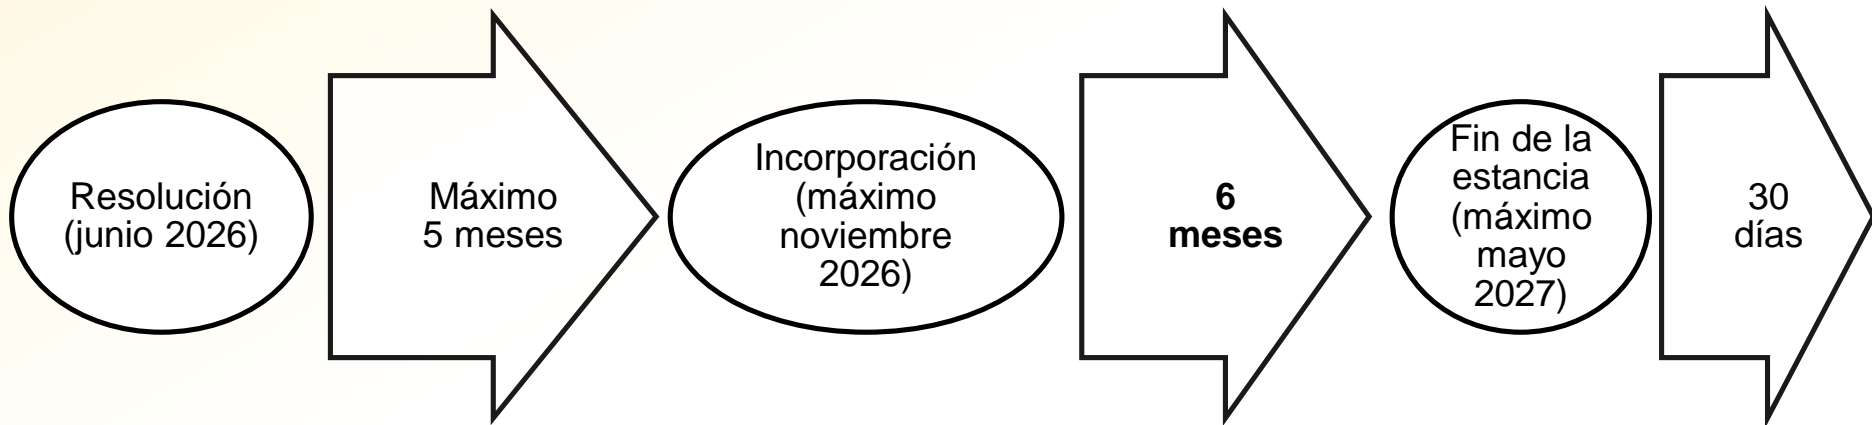 Resolución
(junio 2026)
Máximo
5 meses
Incorporación
(máximo
noviembre
2026)
6
meses
Fin de la
estancia
(máximo
mayo
2027)
30
días